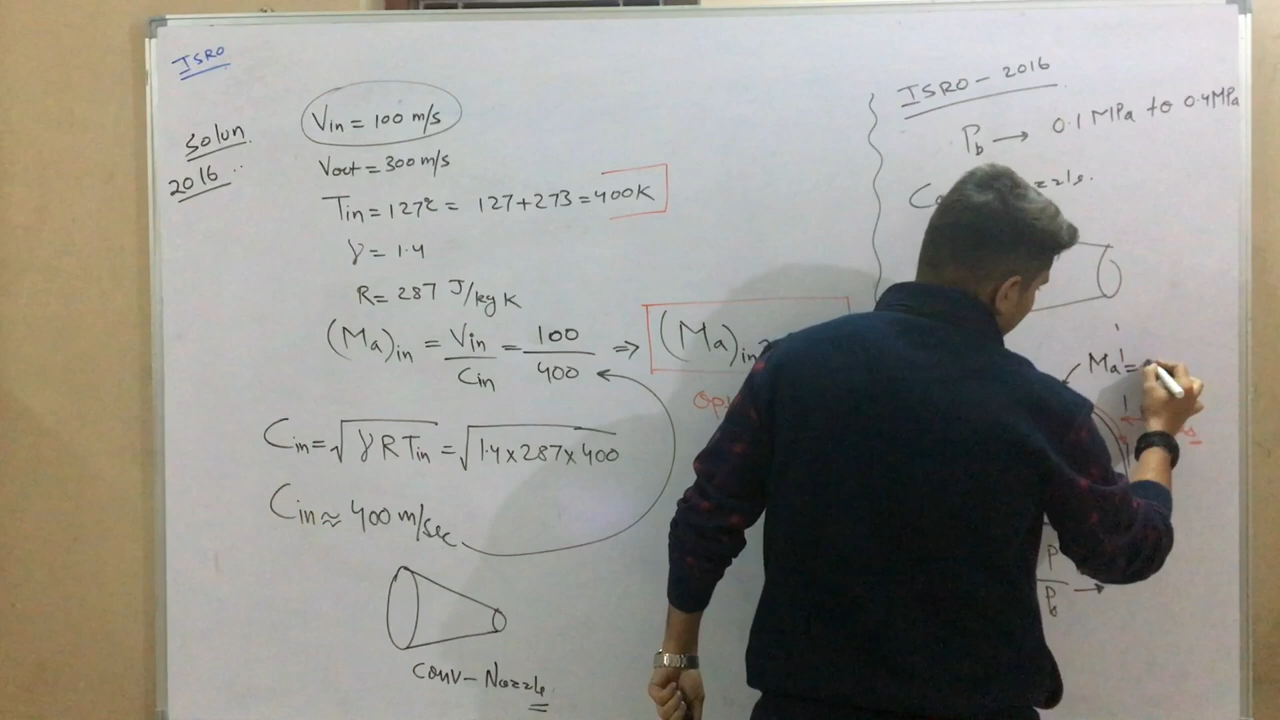 ISRO
Solun.
2016
Vin = 100 m/s
Vout = 300 m/s
Tin = 127℃ = 127+273 = 400K
γ = 1.4
R = 287 J/kg K
(Ma)in = Vin/Cin = 100/400 ⇒ (Ma)in
Cin = √γ R Tin = √1.4×287×400
Cin ≈ 400 m/sec
Conv-Nozzle
ISRO - 2016
Pb → 0.1 MPa to 0.4 MPa
Ma =
1
P